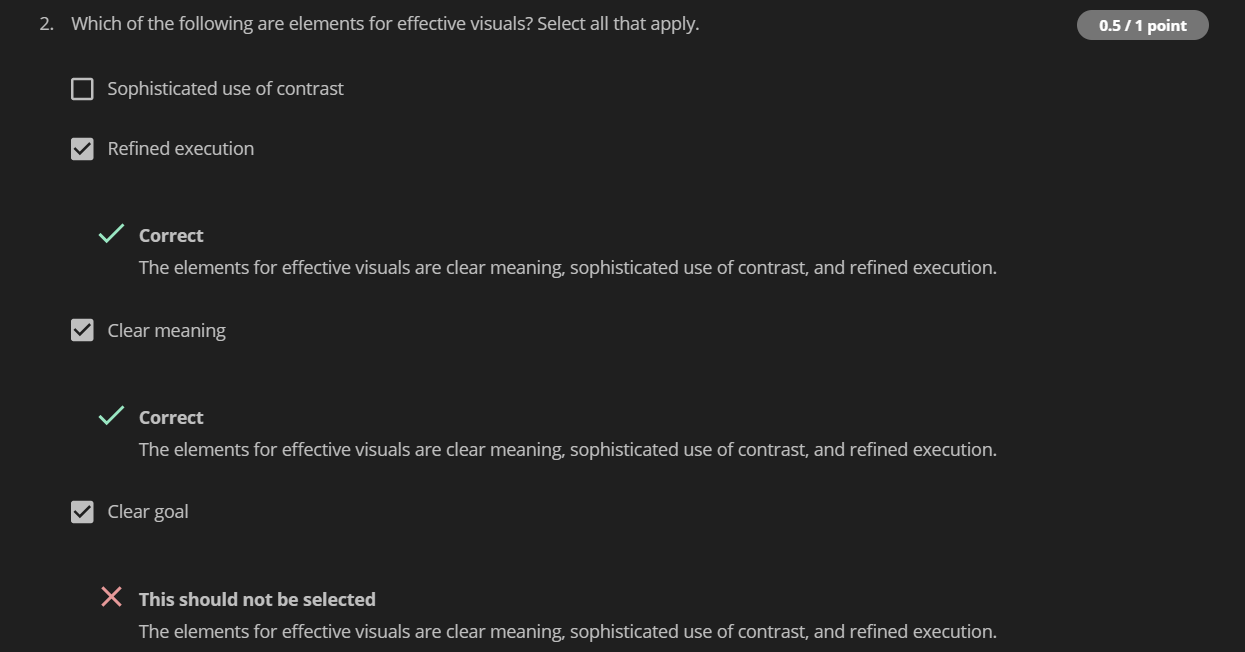 2. Which of the following are elements for effective visuals? Select all that apply.
0.5 / 1 point
Sophisticated use of contrast
Refined execution
Correct
The elements for effective visuals are clear meaning, sophisticated use of contrast, and refined execution.
Clear meaning
Correct
The elements for effective visuals are clear meaning, sophisticated use of contrast, and refined execution.
Clear goal
This should not be selected
The elements for effective visuals are clear meaning, sophisticated use of contrast, and refined execution.